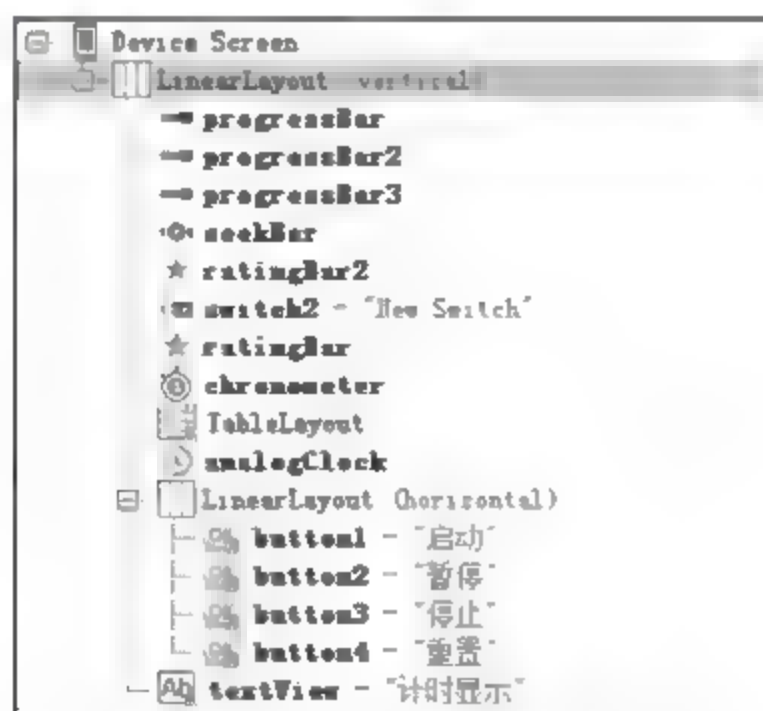 Device Screen
LinearLayout (vertical)
progressBar
progressBar2
progressBar3
seekBar
ratingBar2
switch2 - "New Switch"
ratingBar
chronometer
TableLayout
analogClock
LinearLayout (horizontal)
button1 - "启动"
button2 - "暂停"
button3 - "停止"
button4 - "重置"
Ab textView - "计时显示"